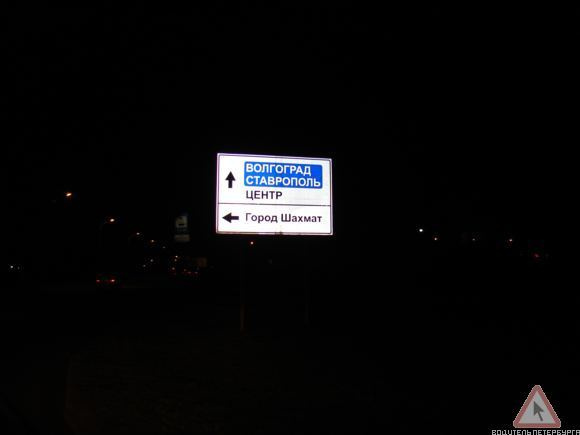 ВОЛГОГРАД
СТАВРОПОЛЬ
ЦЕНТР
Город Шахмат
ВОДИТЕЛЬ ПЕТЕРБУРГА